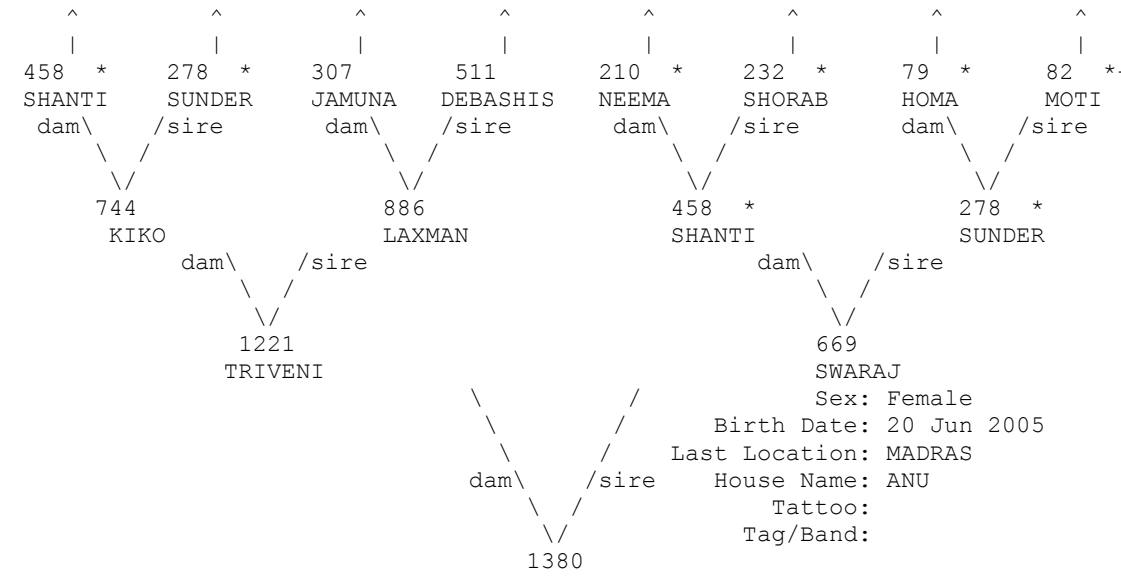 ^ ^ ^ ^ ^ ^ ^ ^
| | | | | | | |
458 * 278 * 307 511 210 * 232 * 79 * 82 *
SHANTI SUNDER JAMUNA DEBASHIS NEEMA SHORAB HOMA MOTI
dam\ /sire dam\ /sire dam\ /sire dam\ /sire
\ / \ / \ / \ /
\/ \/ \/ \/
744 886 458 * 278 *
KIKO LAXMAN SHANTI SUNDER
dam\ /sire dam\ /sire
\ / \ /
\/ \/
1221 669
TRIVENI SWARAJ
\ / Sex: Female
\ / Birth Date: 20 Jun 2005
\ / Last Location: MADRAS
dam\ /sire House Name: ANU
\ / Tattoo:
\/ Tag/Band:
1380